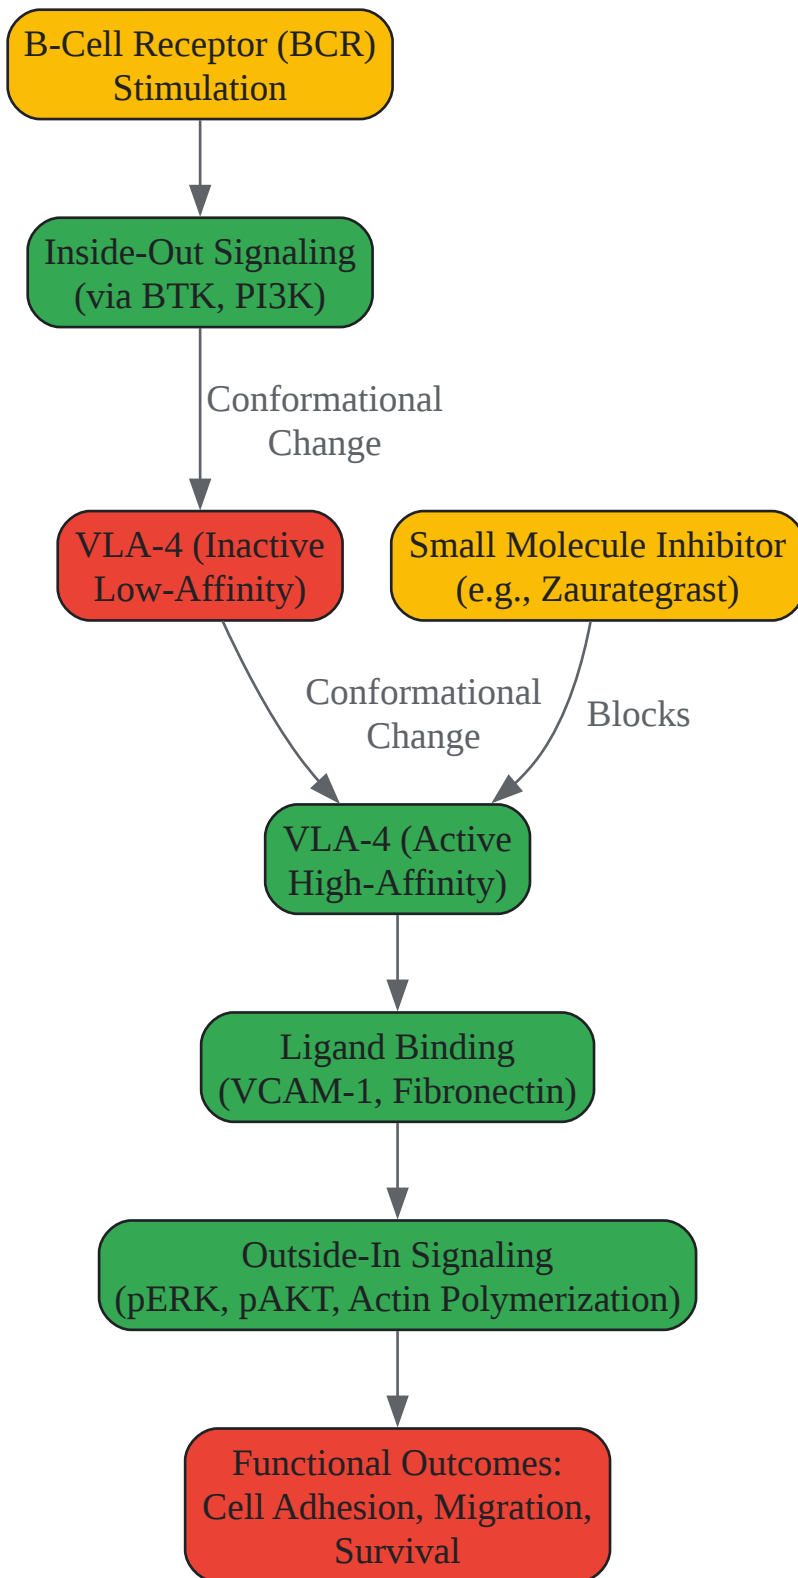 B-Cell Receptor (BCR)
Stimulation
Inside-Out Signaling
(via BTK, PI3K)
Conformational
Change
VLA-4 (Inactive
Low-Affinity)
Small Molecule Inhibitor
(e.g., Zaurategrast)
Conformational
Change
Blocks
VLA-4 (Active
High-Affinity)
Ligand Binding
(VCAM-1, Fibronectin)
Outside-In Signaling
(pERK, pAKT, Actin Polymerization)
Functional Outcomes:
Cell Adhesion, Migration,
Survival